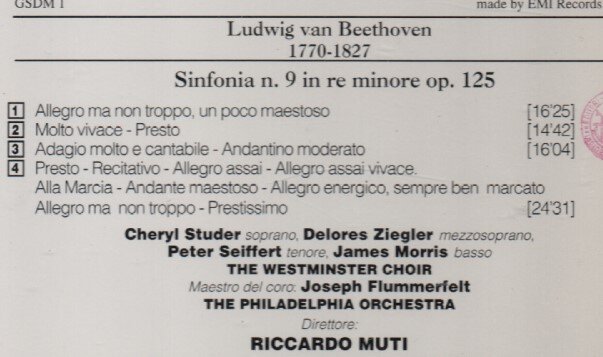 GSDM 1 made by EMI Records
Ludwig van Beethoven
1770-1827
Sinfonia n. 9 in re minore op. 125
1 Allegro ma non troppo, un poco maestoso [16'25]
2 Molto vivace - Presto [14'42]
3 Adagio molto e cantabile - Andantino moderato [16'04]
4 Presto - Recitativo - Allegro assai - Allegro assai vivace.
Alla Marcia - Andante maestoso - Allegro energico, sempre ben marcato
Allegro ma non troppo - Prestissimo [24'31]
Cheryl Studer soprano, Delores Ziegler mezzosoprano,
Peter Seiffert tenore, James Morris basso
THE WESTMINSTER CHOIR
Maestro del coro: Joseph Flummerfelt
THE PHILADELPHIA ORCHESTRA
Direttore:
RICCARDO MUTI